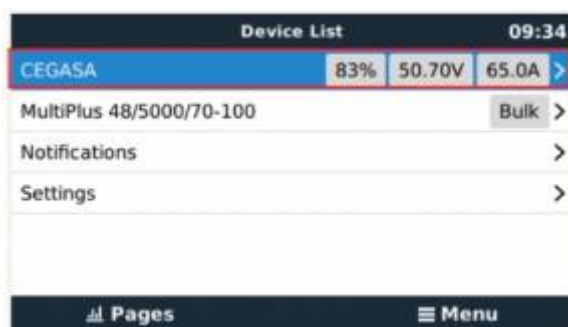 Device List 09:34
CEGASA 83% 50.70V 65.0A >
MultiPlus 48/5000/70-100 Bulk >
Notifications >
Settings >
Pages Menu